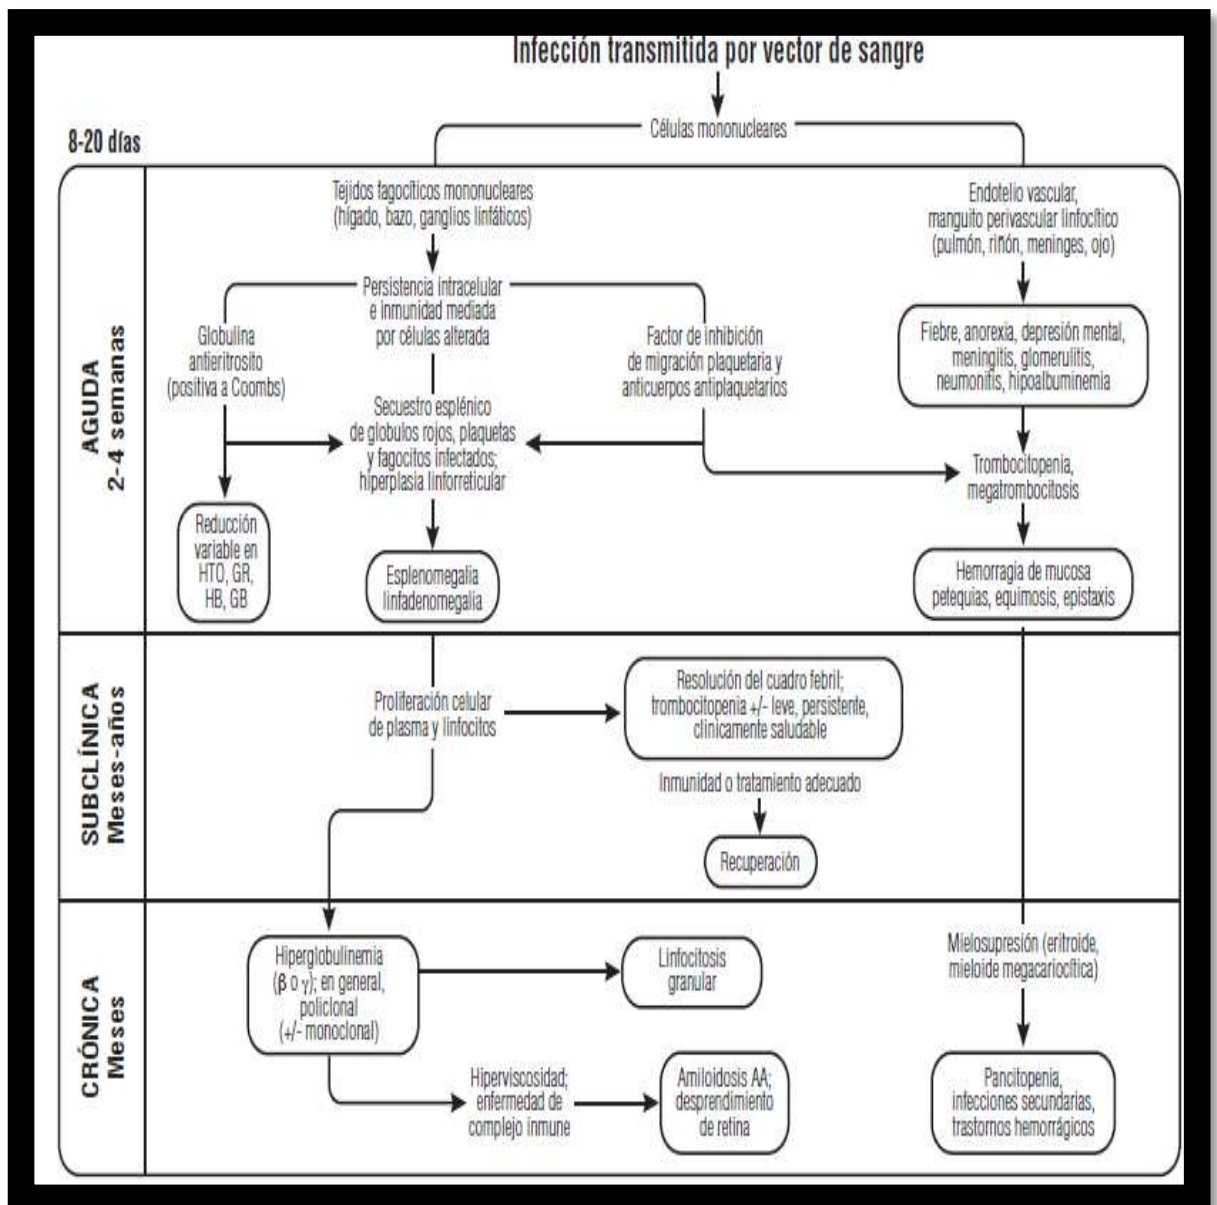 Infección transmitida por vector de sangre
Células mononucleares
8-20 días
AGUDA
2-4 semanas
Tejidos fagocíticos mononucleares
(hígado, bazo, ganglios linfáticos)
Endotelio vascular,
manguito perivascular linfocítico
(pulmón, riñón, meninges, ojo)
Persistencia intracelular
e inmunidad mediada
por células alterada
Globulina
antieritrosito
(positiva a Coombs)
Factor de inhibición
de migración plaquetaria y
anticuerpos antiplaquetarios
Fiebre, anorexia, depresión mental,
meningitis, glomerulitis,
neumonitis, hipoalbuminemia
Secuestro esplénico
de globulos rojos, plaquetas
y fagocitos infectados;
hiperplasia linforreticular
Trombocitopenia,
megatrombocitosis
Reducción
variable en
HTO, GR,
HB, GB
Esplenomegalia
linfadenomegalia
Hemorragia de mucosa
petequias, equimosis, epistaxis
SUBCLÍNICA
Meses-años
Proliferación celular
de plasma y linfocitos
Resolución del cuadro febril;
trombocitopenia +/- leve, persistente,
clínicamente saludable
Inmunidad o tratamiento adecuado
Recuperación
CRÓNICA
Meses
Hiperglobulinemia
(β o γ); en general,
policlonal
(+/- monoclonal)
Linfocitosis
granular
Mielosupresión (eritroide,
mieloide megacariocítica)
Hiperviscosidad;
enfermedad de
complejo inmune
Amiloidosis AA;
desprendimiento
de retina
Pancitopenia,
infecciones secundarias,
trastornos hemorrágicos